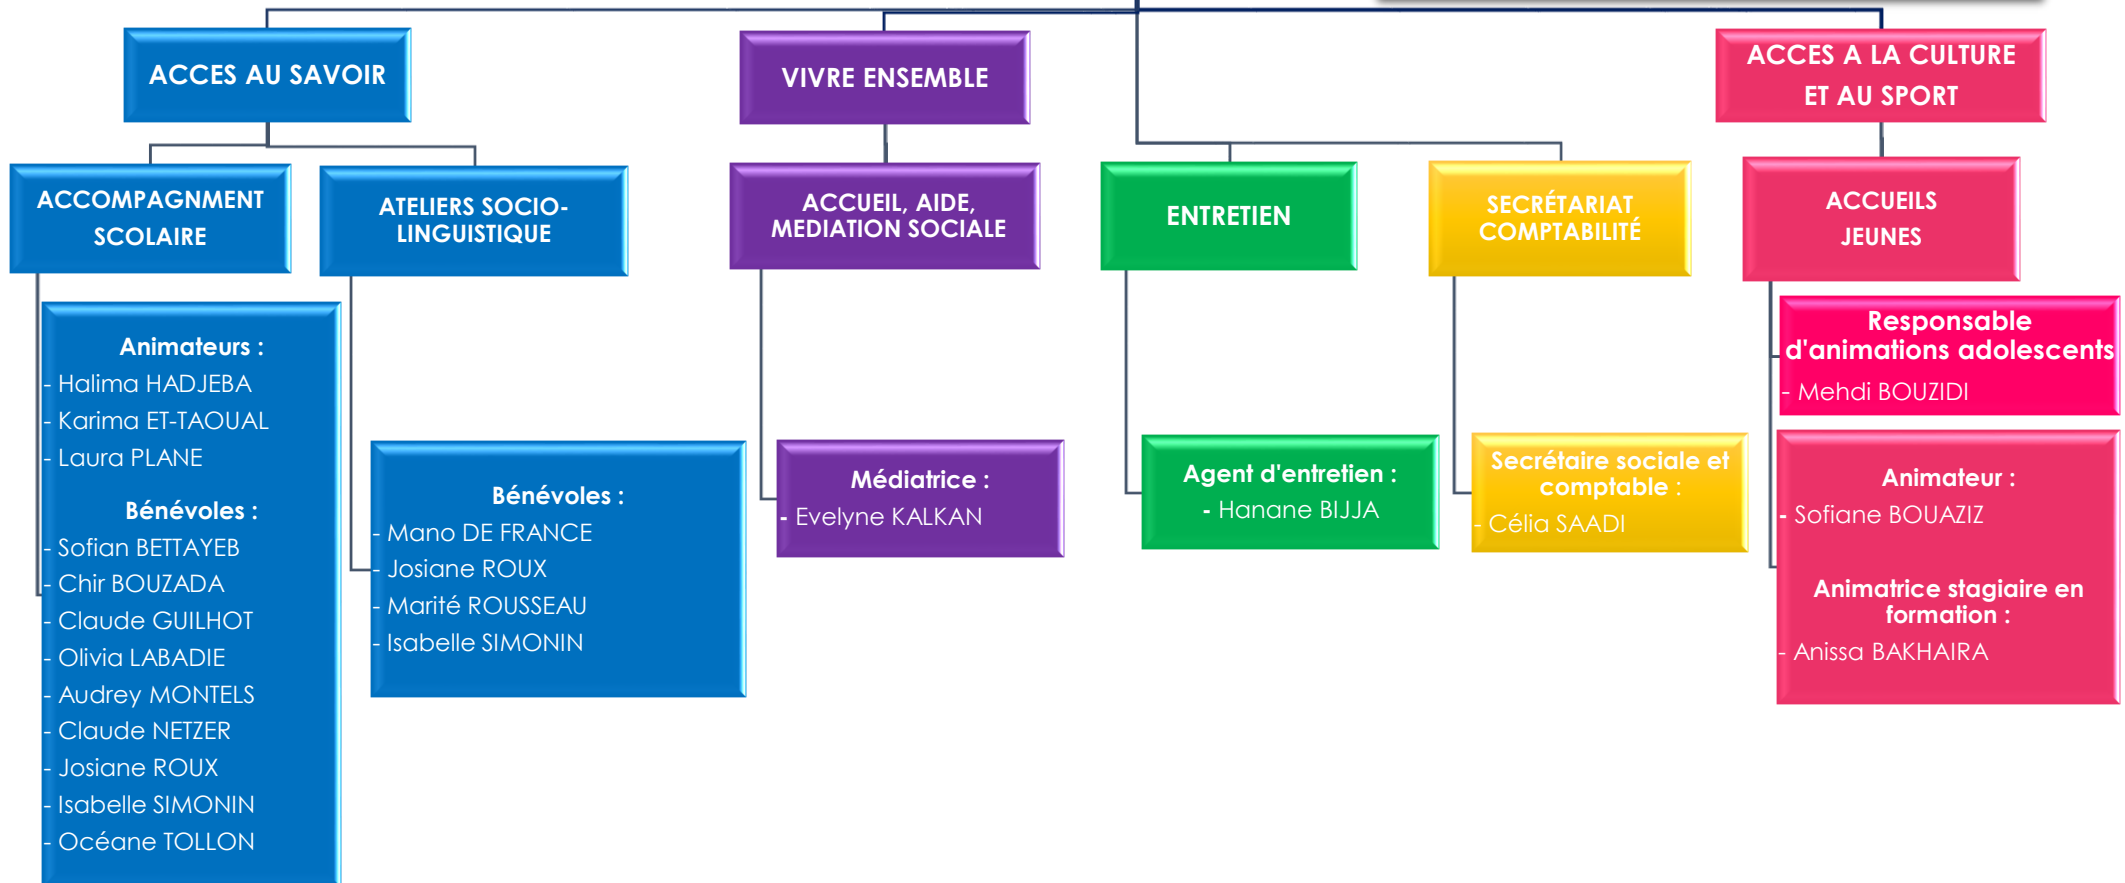 ACCES AU SAVOIR
VIVRE ENSEMBLE
ACCES A LA CULTURE
ET AU SPORT
ACCOMPAGNMENT
SCOLAIRE
ATELIERS SOCIO-
LINGUISTIQUE
ACCUEIL, AIDE,
MEDIATION SOCIALE
ENTRETIEN
SECRÉTARIAT
COMPTABILITÉ
ACCUEILS
JEUNES
Animateurs :
- Halima HADJEBA
- Karima ET-TAOUAL
- Laura PLANE
Bénévoles :
- Sofian BETTAYEB
- Chir BOUZADA
- Claude GUILHOT
- Olivia LABADIE
- Audrey MONTELS
- Claude NETZER
- Josiane ROUX
- Isabelle SIMONIN
- Océane TOLLON
Bénévoles :
- Mano DE FRANCE
- Josiane ROUX
- Marité ROUSSEAU
- Isabelle SIMONIN
Médiatrice :
- Evelyne KALKAN
Agent d'entretien :
- Hanane BIJJA
Secrétaire sociale et
comptable :
- Célia SAADI
Responsable
d'animations adolescents
- Mehdi BOUZIDI
Animateur :
- Sofiane BOUAZIZ
Animatrice stagiaire en
formation :
- Anissa BAKHAIRA